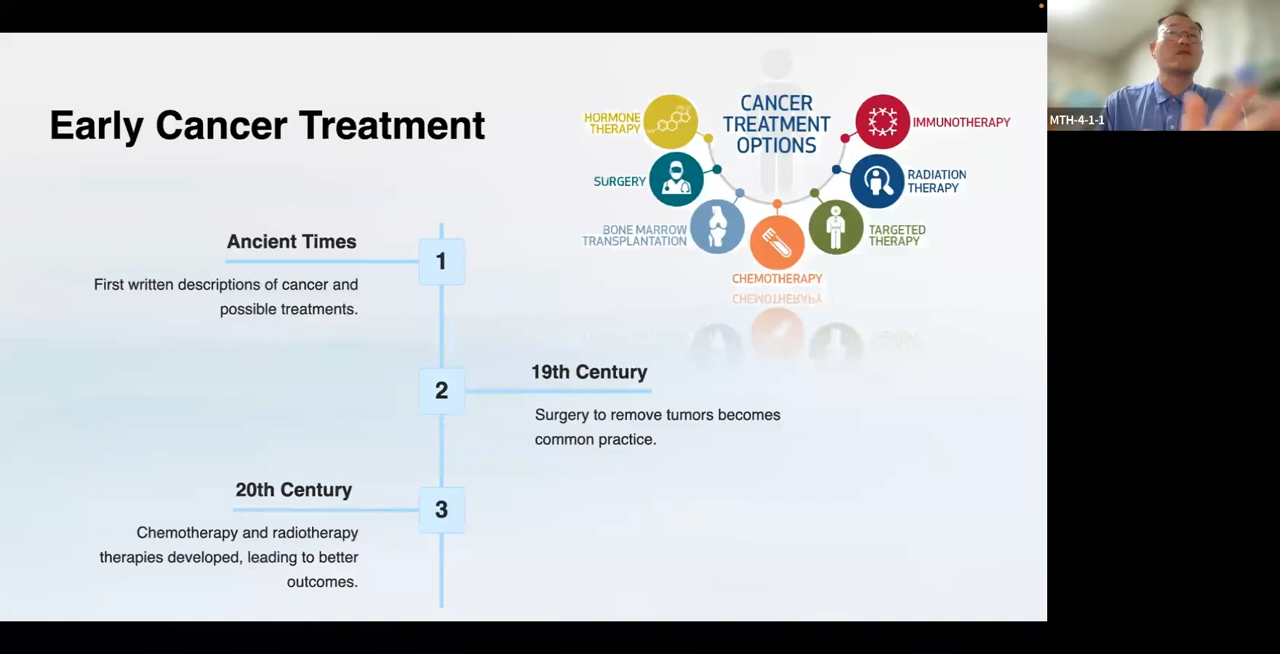 Early Cancer Treatment
Ancient Times
1
First written descriptions of cancer and
possible treatments.
2
19th Century
Surgery to remove tumors becomes
common practice.
20th Century
3
Chemotherapy and radiotherapy
therapies developed, leading to better
outcomes.
CANCER
TREATMENT
OPTIONS
HORMONE
THERAPY
SURGERY
BONE MARROW
TRANSPLANTATION
CHEMOTHERAPY
CHEMOTHERAPY
TARGETED
THERAPY
RADIATION
THERAPY
IMMUNOTHERAPY
MTH-4-1-1